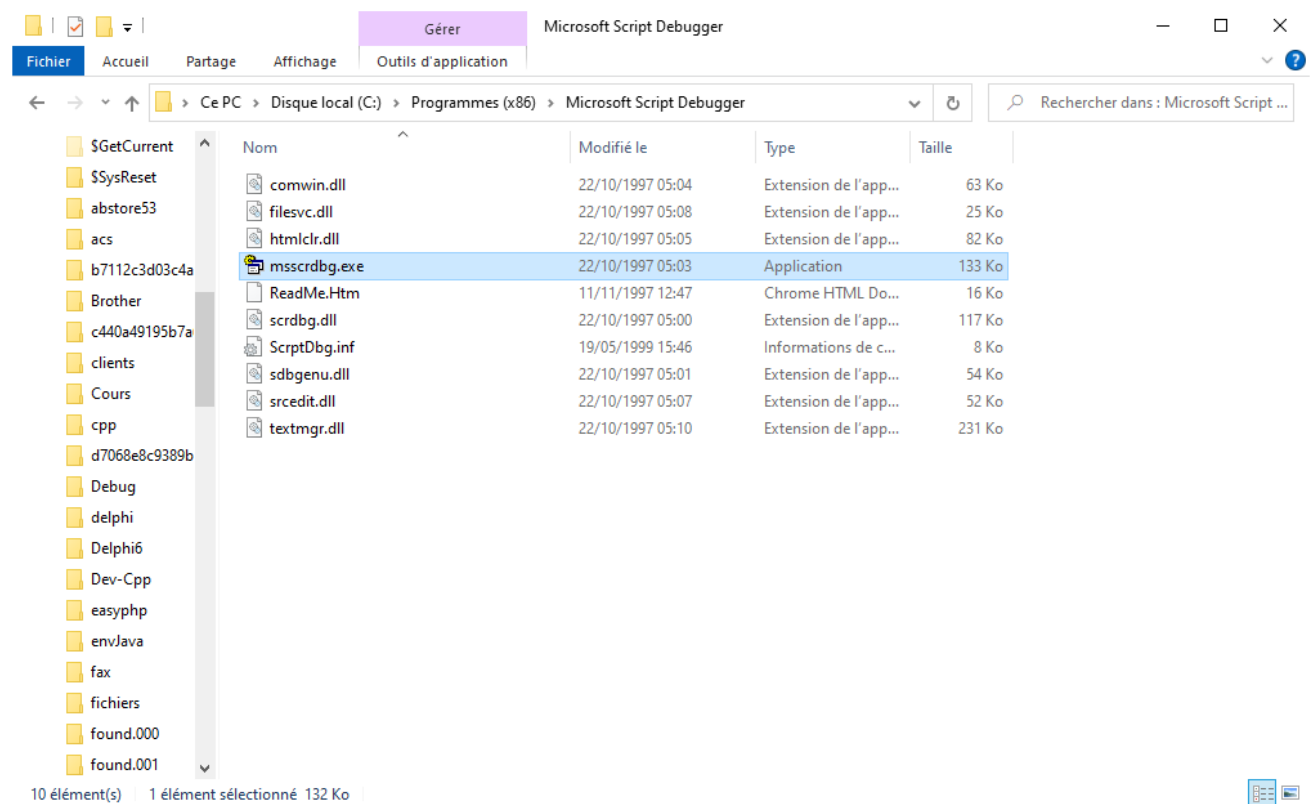 Gérer
Microsoft Script Debugger
Fichier Accueil Partage Affichage Outils d'application
Ce PC > Disque local (C:) > Programmes (x86) > Microsoft Script Debugger
Rechercher dans : Microsoft Script ...
$GetCurrent
$SysReset
abstore53
acs
b7112c3d03c4a
Brother
c440a49195b7a
clients
Cours
cpp
d7068e8c9389b
Debug
delphi
Delphi6
Dev-Cpp
easyphp
envJava
fax
fichiers
found.000
found.001
Nom Modifié le Type Taille
comwin.dll 22/10/1997 05:04 Extension de l'app... 63 Ko
filesvc.dll 22/10/1997 05:08 Extension de l'app... 25 Ko
htmlclr.dll 22/10/1997 05:05 Extension de l'app... 82 Ko
msscrdbg.exe 22/10/1997 05:03 Application 133 Ko
ReadMe.Htm 11/11/1997 12:47 Chrome HTML Do... 16 Ko
scrdbg.dll 22/10/1997 05:00 Extension de l'app... 117 Ko
ScrptDbg.inf 19/05/1999 15:46 Informations de c... 8 Ko
sdbgenu.dll 22/10/1997 05:01 Extension de l'app... 54 Ko
srcedit.dll 22/10/1997 05:07 Extension de l'app... 52 Ko
textmgr.dll 22/10/1997 05:10 Extension de l'app... 231 Ko
10 élément(s) 1 élément sélectionné 132 Ko